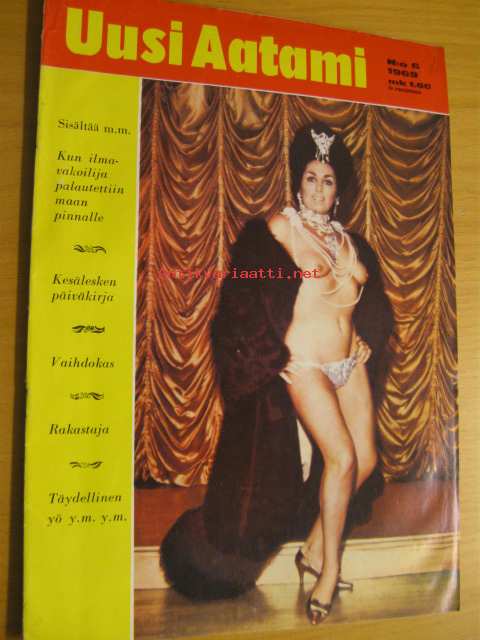 Uusi Aatami
N:o 6
1969
mk 1.60
Sisältää m.m.
Kun ilma-
vakoilija
palautettiin
maan
pinnalle
Kesälesken
päiväkirja
Vaihdokas
Rakastaja
Täydellinen
yö y.m. y.m.
antikvariaatti.net